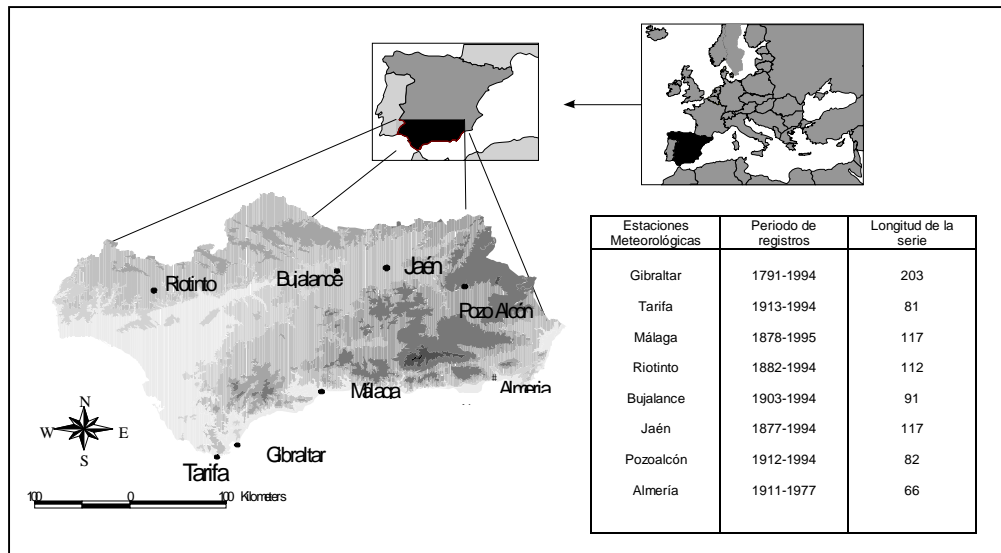 Riotinto
Bujalance
Jaén
Pozo Alcón
Málaga
Almeria
Gibraltar
Tarifa
N
W E
S
100 0 100 Kilometers
Estaciones Meteorológicas Periodo de registros Longitud de la serie
Gibraltar 1791-1994 203
Tarifa 1913-1994 81
Málaga 1878-1995 117
Riotinto 1882-1994 112
Bujalance 1903-1994 91
Jaén 1877-1994 117
Pozoalcón 1912-1994 82
Almería 1911-1977 66